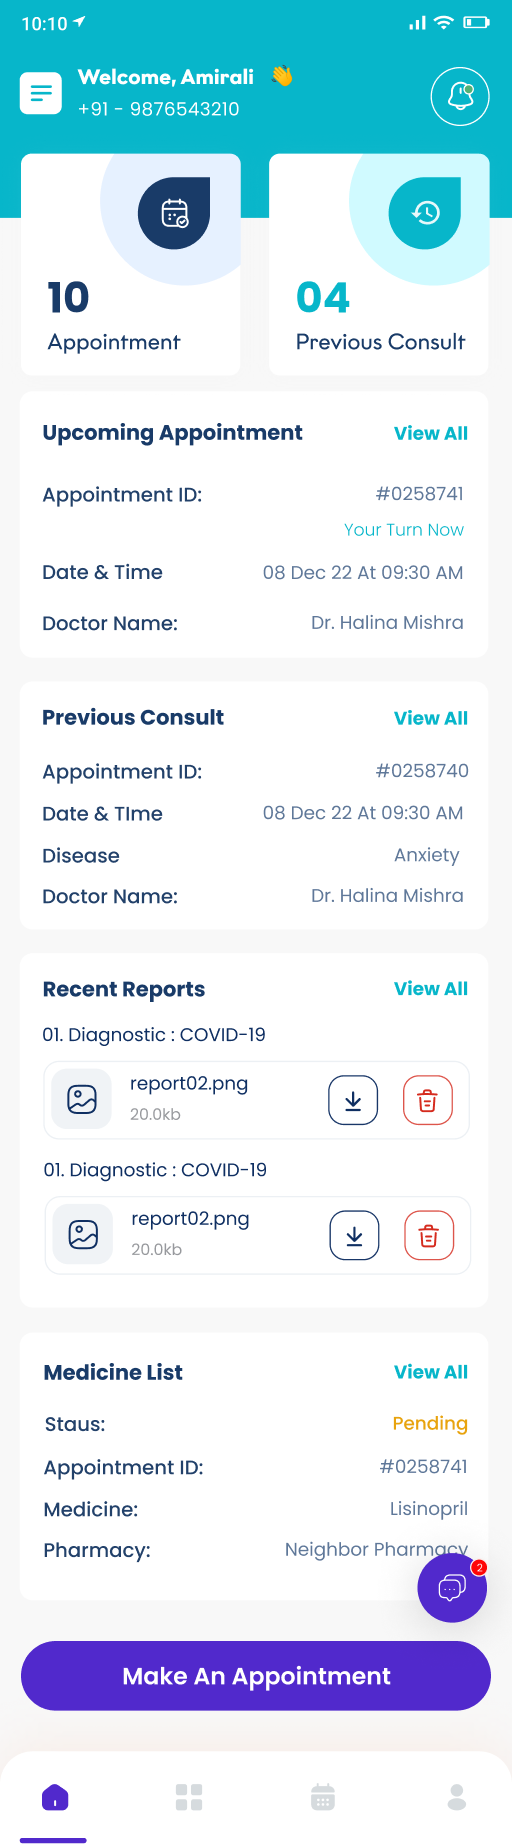 10:10
Welcome, Amirali 👋
+91 - 9876543210
10
Appointment
04
Previous Consult
Upcoming Appointment View All
Appointment ID: #0258741
Your Turn Now
Date & Time 08 Dec 22 At 09:30 AM
Doctor Name: Dr. Halina Mishra
Previous Consult View All
Appointment ID: #0258740
Date & TIme 08 Dec 22 At 09:30 AM
Disease Anxiety
Doctor Name: Dr. Halina Mishra
Recent Reports View All
01. Diagnostic : COVID-19
report02.png
20.0kb
01. Diagnostic : COVID-19
report02.png
20.0kb
Medicine List View All
Staus: Pending
Appointment ID: #0258741
Medicine: Lisinopril
Pharmacy: Neighbor Pharmacy
2
Make An Appointment